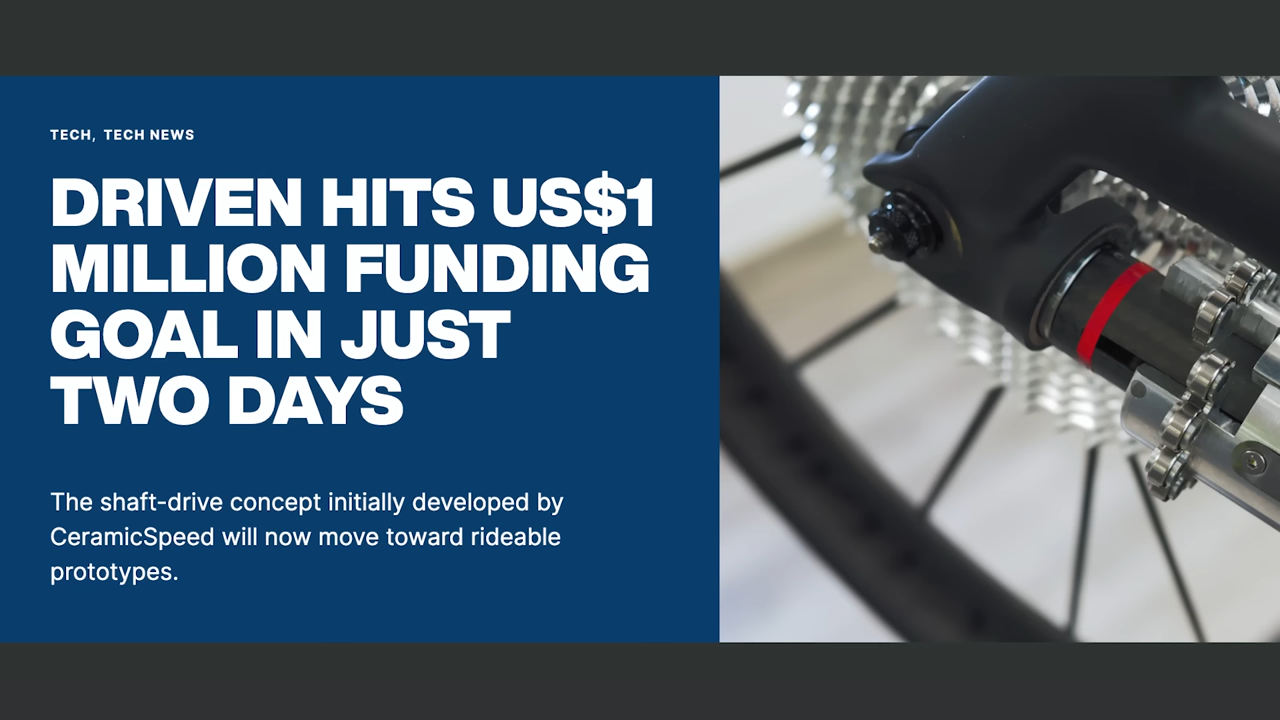 TECH, TECH NEWS
DRIVEN HITS US$1
MILLION FUNDING
GOAL IN JUST
TWO DAYS
The shaft-drive concept initially developed by
CeramicSpeed will now move toward rideable
prototypes.